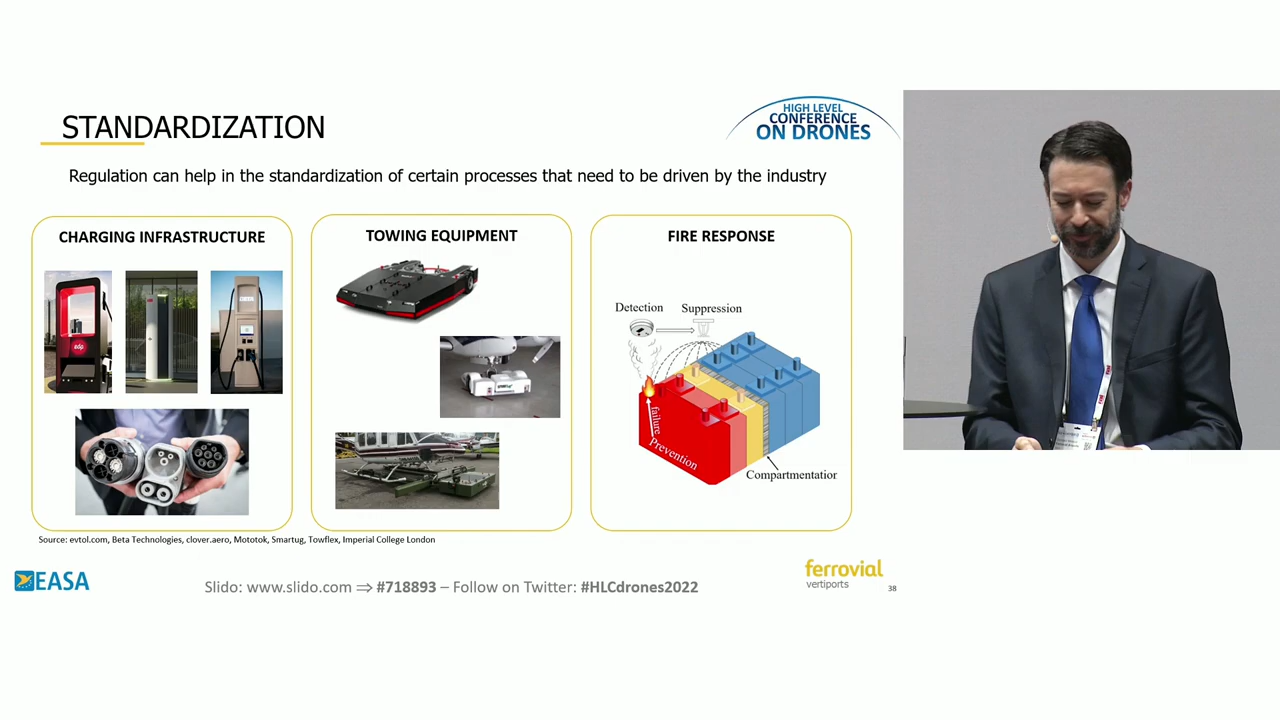 STANDARDIZATION
HIGH LEVEL
CONFERENCE
ON DRONES
Regulation can help in the standardization of certain processes that need to be driven by the industry
CHARGING INFRASTRUCTURE
edp
TOWING EQUIPMENT
FIRE RESPONSE
Detection
Suppression
failure
Prevention
Compartmentation
Source: evtol.com, Beta Technologies, clover.aero, Mototok, Smartug, Towflex, Imperial College London
EASA
Slido: www.slido.com ⇒ #718893 – Follow on Twitter: #HLCdrones2022
ferrovial
vertiports
38